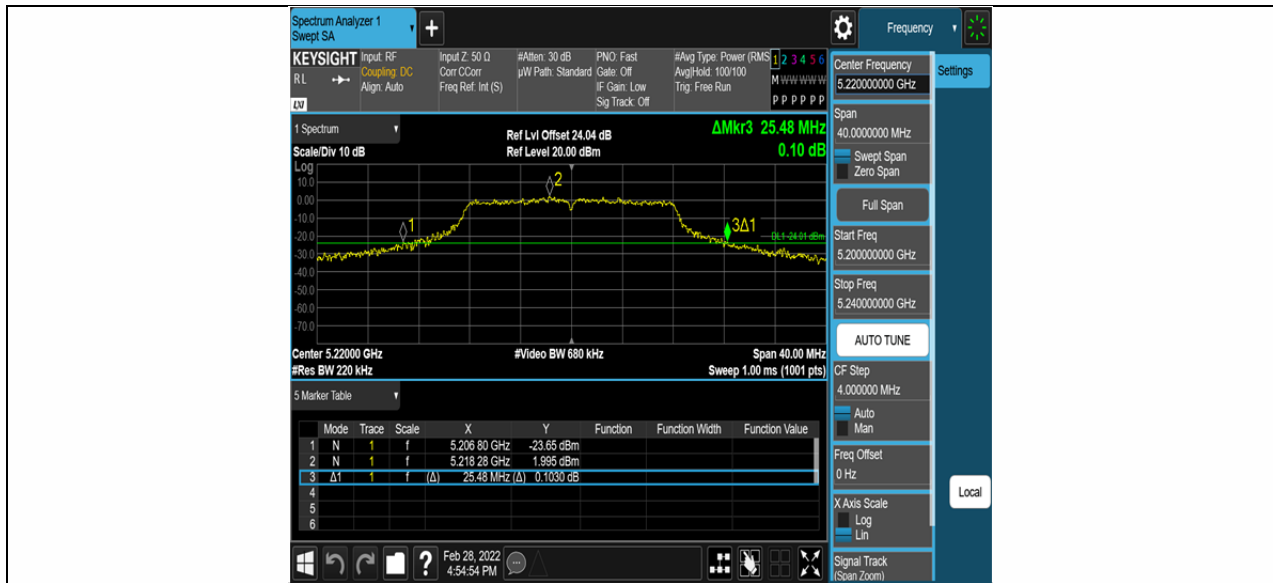 Spectrum Analyzer 1
Swept SA
+
Frequency
KEYSIGHT
RL
LXI
Input: RF
Coupling: DC
Align: Auto
Input Z: 50 Ω
Corr CCorr
Freq Ref: Int (S)
#Atten: 30 dB
µW Path: Standard
PNO: Fast
Gate: Off
IF Gain: Low
Sig Track: Off
#Avg Type: Power (RMS
Avg|Hold: 100/100
Trig: Free Run
1 2 3 4 5 6
M W W W W W
P P P P P P
1 Spectrum
Scale/Div 10 dB
Ref Lvl Offset 24.04 dB
Ref Level 20.00 dBm
ΔMkr3 25.48 MHz
0.10 dB
Log
10.0
0.00
-10.0
-20.0
-30.0
-40.0
-50.0
-60.0
-70.0
1
2
3Δ1
DL1 -24.01 dBm
Center 5.22000 GHz
#Res BW 220 kHz
#Video BW 680 kHz
Span 40.00 MHz
Sweep 1.00 ms (1001 pts)
5 Marker Table
Mode Trace Scale X Y Function Function Width Function Value
1 N 1 f 5.206 80 GHz -23.65 dBm
2 N 1 f 5.218 28 GHz 1.995 dBm
3 Δ1 1 f (Δ) 25.48 MHz (Δ) 0.1030 dB
4
5
6
?
Feb 28, 2022
4:54:54 PM
Center Frequency
5.220000000 GHz
Span
40.0000000 MHz
Swept Span
Zero Span
Full Span
Start Freq
5.200000000 GHz
Stop Freq
5.240000000 GHz
AUTO TUNE
CF Step
4.000000 MHz
Auto
Man
Freq Offset
0 Hz
X Axis Scale
Log
Lin
Signal Track
(Span Zoom)
Settings
Local